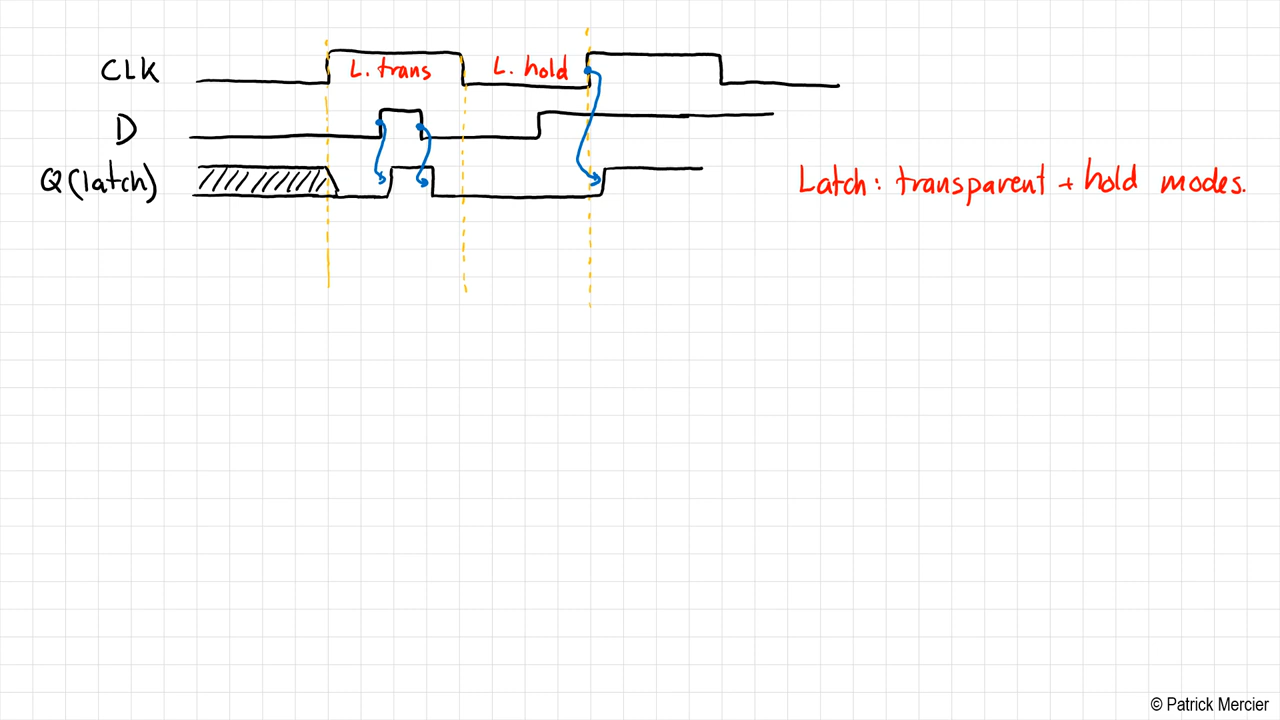 CLK
L. trans
L. hold
D
Q(latch)
Latch: transparent + hold modes.
© Patrick Mercier